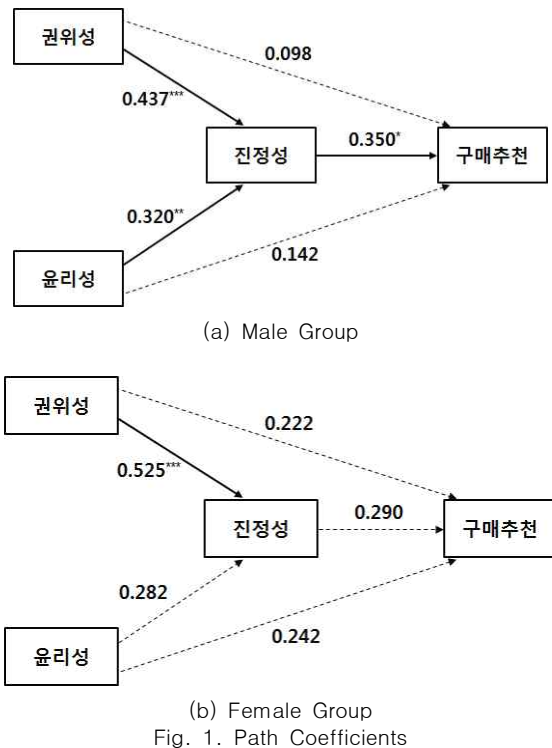 권위성
0.098
0.437***
진정성
0.350*
구매추천
0.320**
윤리성
0.142
(a) Male Group
권위성
0.222
0.525***
진정성
0.290
구매추천
0.282
윤리성
0.242
(b) Female Group
Fig. 1. Path Coefficients